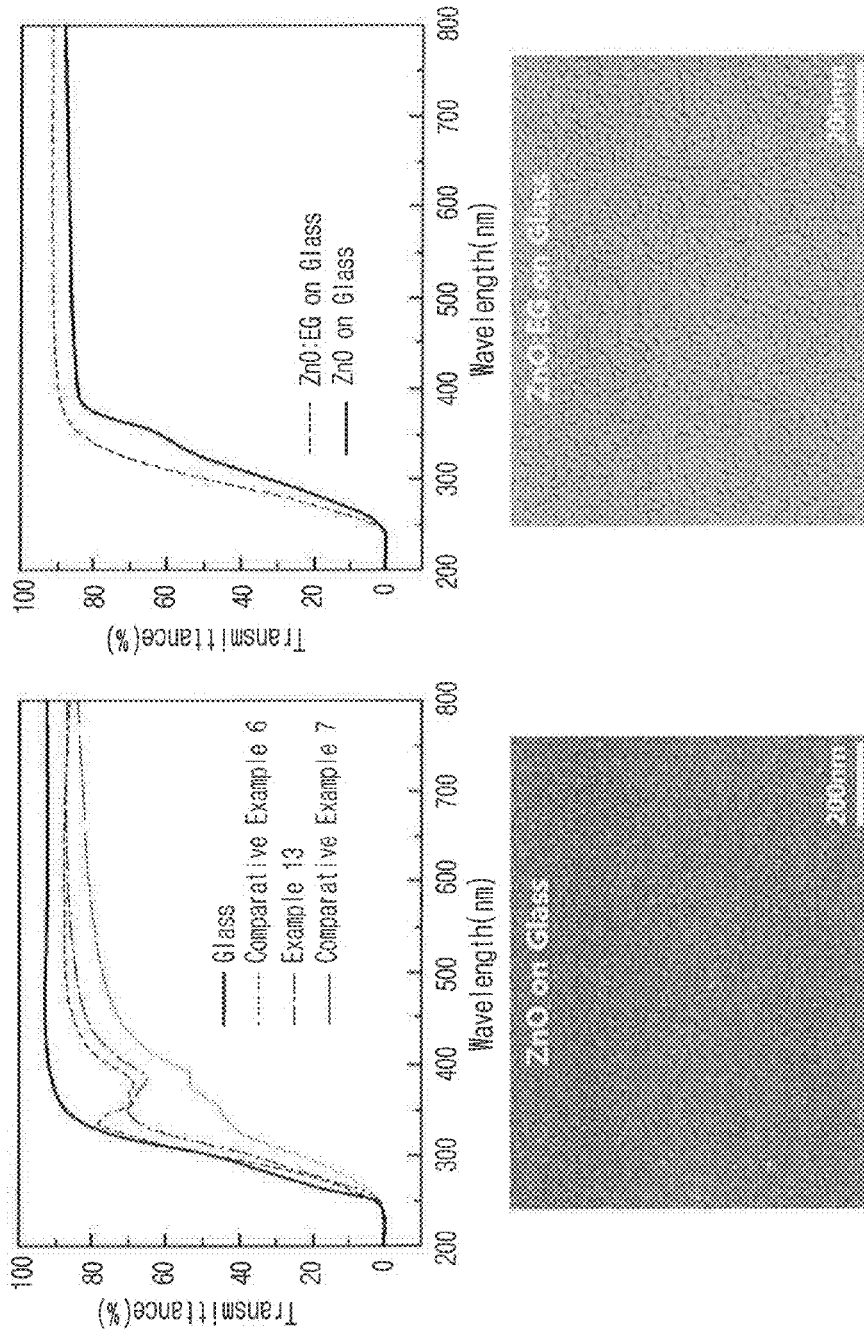 100
80
60
40
20
0
Transmittance(%)
200
300
400
500
600
700
800
Wavelength(nm)
Glass
Comparative Example 6
Example 13
Comparative Example 7
100
80
60
40
20
0
Transmittance(%)
200
300
400
500
600
700
800
Wavelength(nm)
ZnO:EG on Glass
ZnO on Glass
ZnO on Glass
200nm
ZnO:EG on Glass
200nm